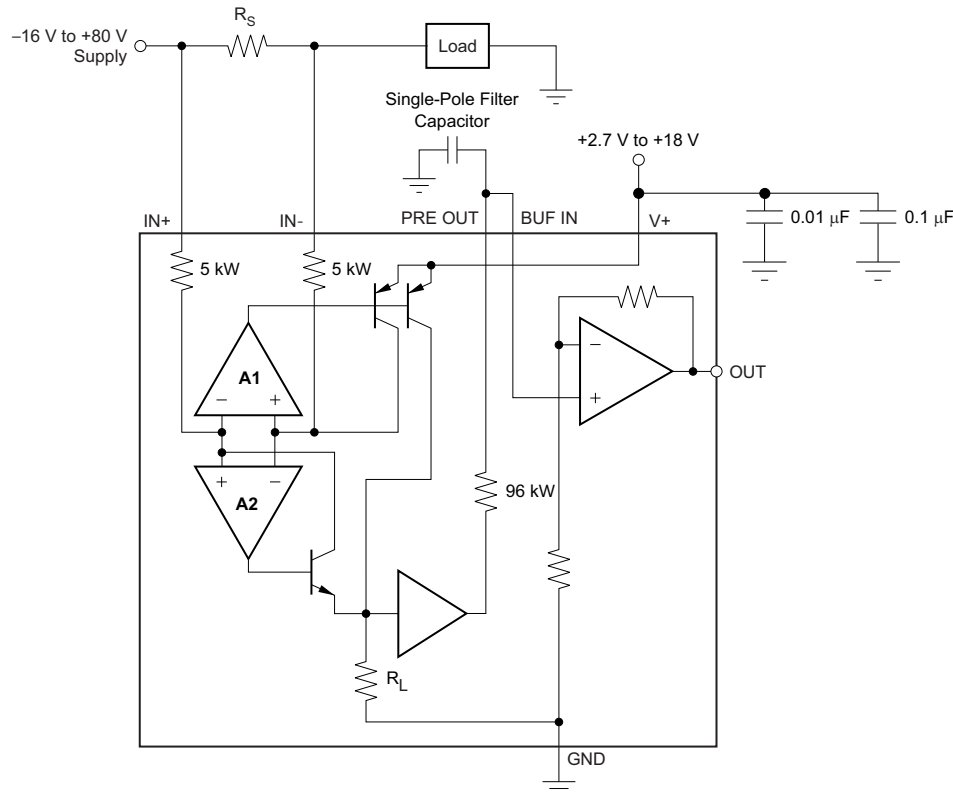 R_S
–16 V to +80 V
Supply
Load
Single-Pole Filter
Capacitor
+2.7 V to +18 V
IN+
IN-
PRE OUT
BUF IN
V+
0.01 µF
0.1 µF
5 kW
5 kW
A1
–
+
–
+
OUT
+
–
A2
96 kW
R_L
GND